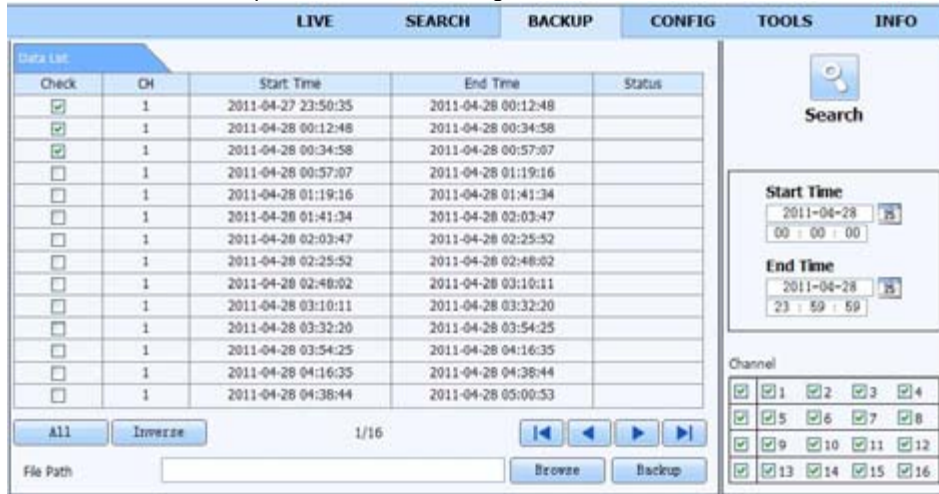 LIVE SEARCH BACKUP CONFIG TOOLS INFO
Data List
Check CH Start Time End Time Status
1 2011-04-27 23:50:35 2011-04-28 00:12:48
1 2011-04-28 00:12:48 2011-04-28 00:34:58
1 2011-04-28 00:34:58 2011-04-28 00:57:07
1 2011-04-28 00:57:07 2011-04-28 01:19:16
1 2011-04-28 01:19:16 2011-04-28 01:41:34
1 2011-04-28 01:41:34 2011-04-28 02:03:47
1 2011-04-28 02:03:47 2011-04-28 02:25:52
1 2011-04-28 02:25:52 2011-04-28 02:48:02
1 2011-04-28 02:48:02 2011-04-28 03:10:11
1 2011-04-28 03:10:11 2011-04-28 03:32:20
1 2011-04-28 03:32:20 2011-04-28 03:54:25
1 2011-04-28 03:54:25 2011-04-28 04:16:35
1 2011-04-28 04:16:35 2011-04-28 04:38:44
1 2011-04-28 04:38:44 2011-04-28 05:00:53
All Inverse 1/16
File Path Browse Backup
Search
Start Time
2011-04-28
00 : 00 : 00
End Time
2011-04-28
23 : 59 : 59
Channel
1 2 3 4
5 6 7 8
9 10 11 12
13 14 15 16